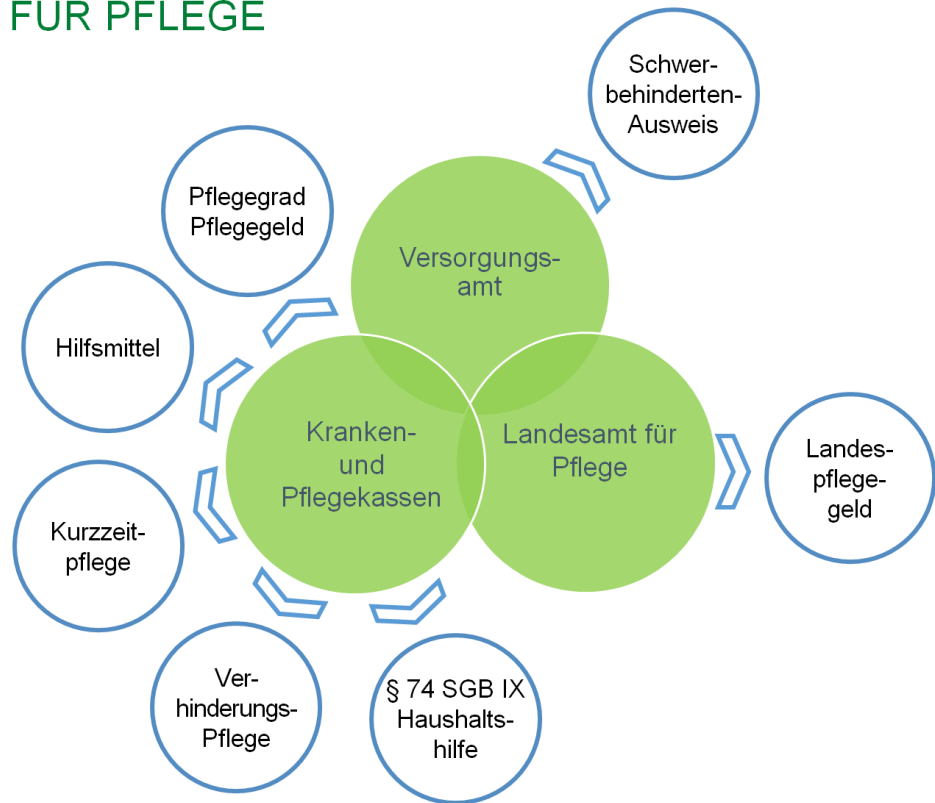 FÜR PFLEGE
Schwer-
behinderten-
Ausweis
Pflegegrad
Pflegegeld
Versorgungs-
amt
Hilfsmittel
Kranken-
und
Pflegekassen
Landesamt für
Pflege
Landes-
pflege-
geld
Kurzzeit-
pflege
Ver-
hinderungs-
Pflege
§ 74 SGB IX
Haushalts-
hilfe